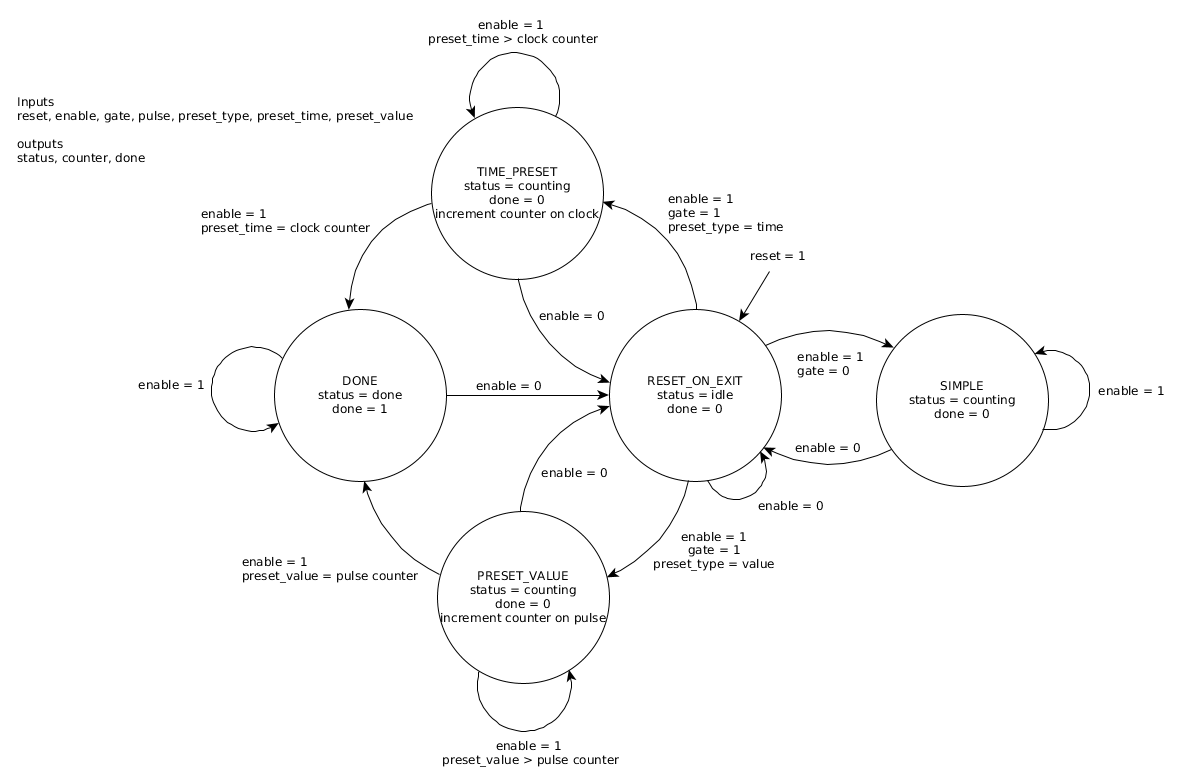 enable = 1
preset_time > clock counter
Inputs
reset, enable, gate, pulse, preset_type, preset_time, preset_value
outputs
status, counter, done
TIME_PRESET
status = counting
done = 0
increment counter on clock
enable = 1
gate = 1
preset_type = time
enable = 1
preset_time = clock counter
reset = 1
enable = 0
enable = 1
gate = 0
DONE
status = done
done = 1
enable = 1
enable = 0
RESET_ON_EXIT
status = idle
done = 0
SIMPLE
status = counting
done = 0
enable = 1
enable = 0
enable = 0
enable = 0
enable = 1
gate = 1
preset_type = value
enable = 1
preset_value = pulse counter
PRESET_VALUE
status = counting
done = 0
increment counter on pulse
enable = 1
preset_value > pulse counter